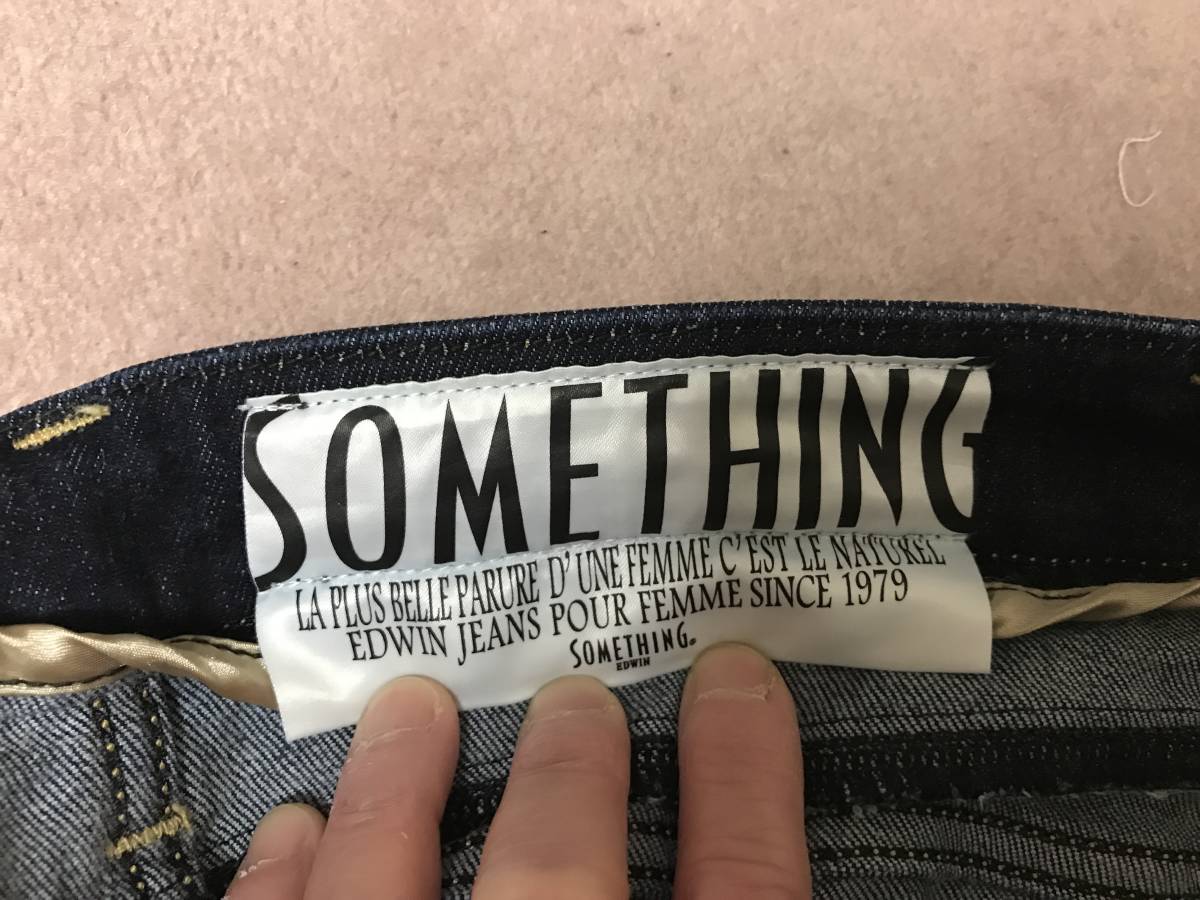 SOMETHING
LA PLUS BELLE PARURE D'UNE FEMME C'EST LE NATUREL
EDWIN JEANS POUR FEMME SINCE 1979
SOMETHING®
EDWIN